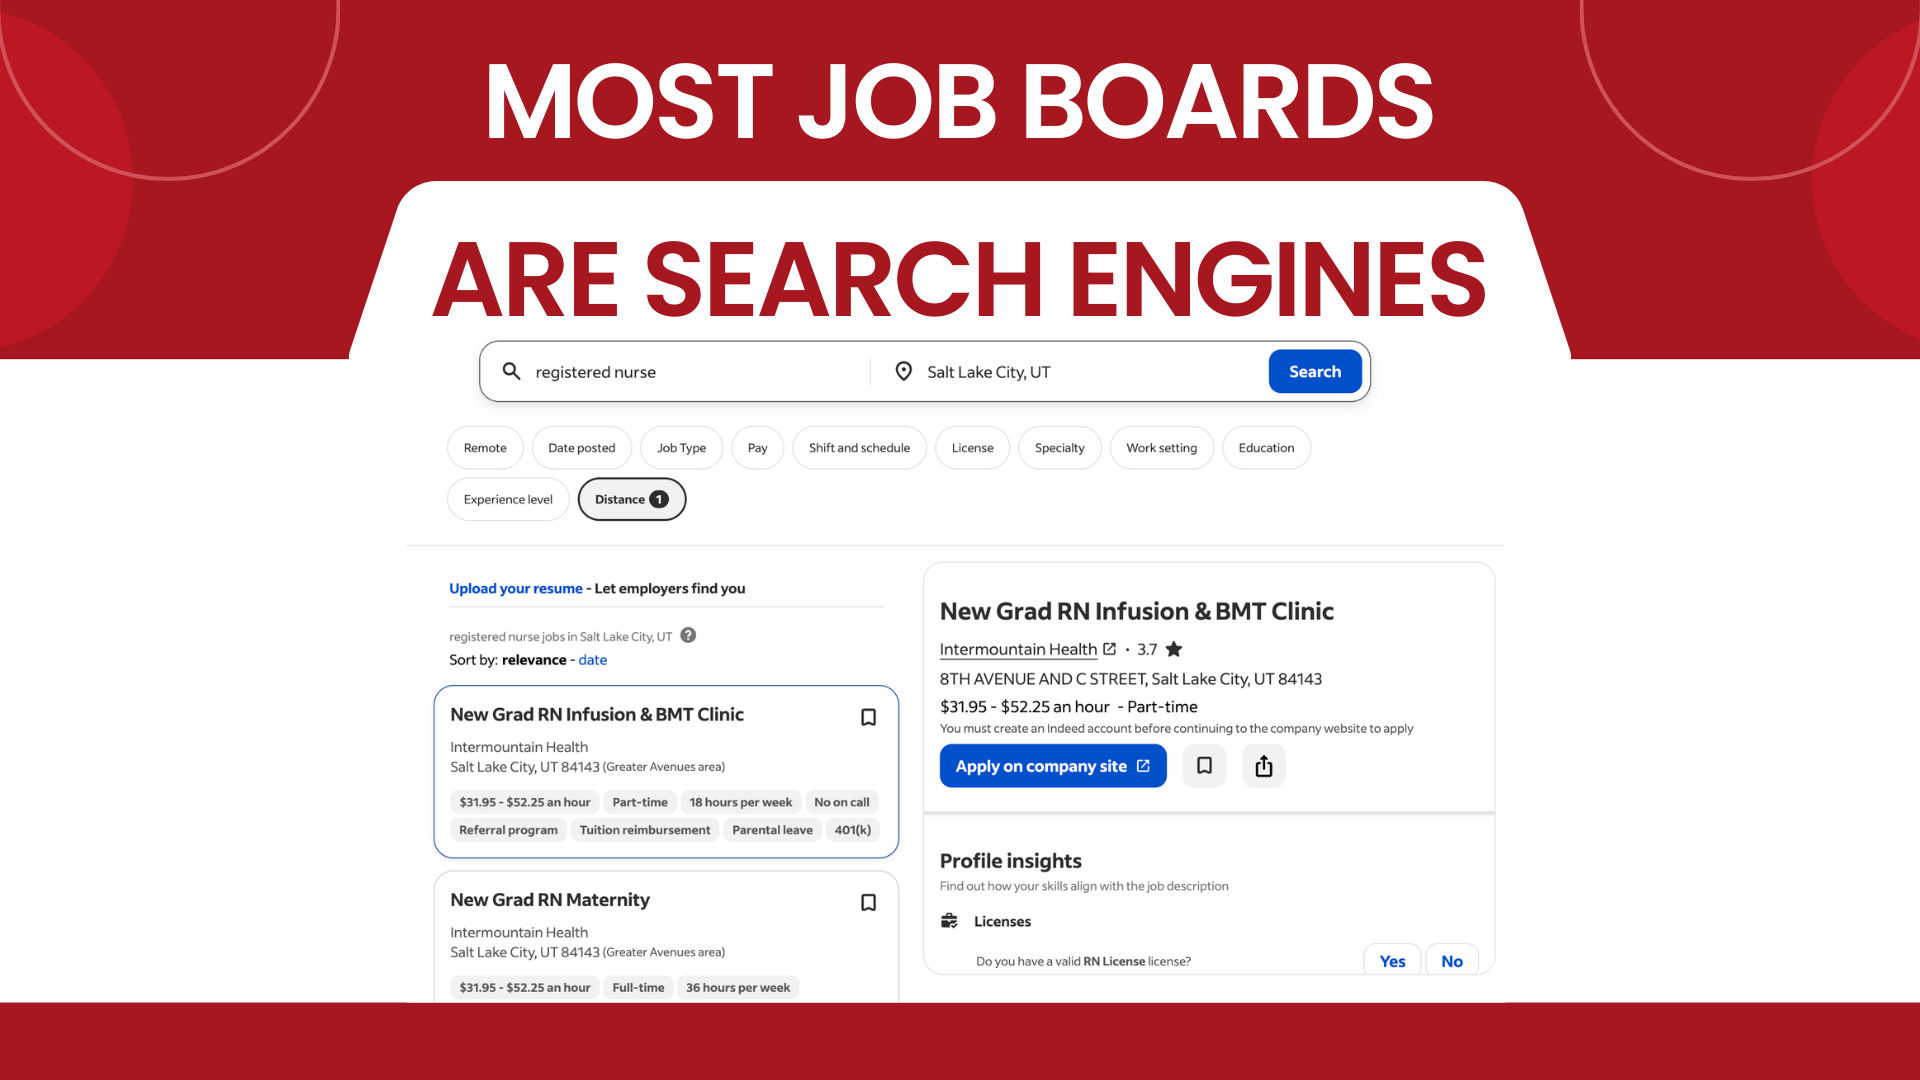 MOST JOB BOARDS
ARE SEARCH ENGINES
registered nurse
Salt Lake City, UT
Search
Remote
Date posted
Job Type
Pay
Shift and schedule
License
Specialty
Work setting
Education
Experience level
Distance 1
Upload your resume - Let employers find you
registered nurse jobs in Salt Lake City, UT ?
Sort by: relevance - date
New Grad RN Infusion & BMT Clinic
Intermountain Health
Salt Lake City, UT 84143 (Greater Avenues area)
$31.95 - $52.25 an hour
Part-time
18 hours per week
No on call
Referral program
Tuition reimbursement
Parental leave
401(k)
New Grad RN Maternity
Intermountain Health
Salt Lake City, UT 84143 (Greater Avenues area)
$31.95 - $52.25 an hour
Full-time
36 hours per week
New Grad RN Infusion & BMT Clinic
Intermountain Health · 3.7
8TH AVENUE AND C STREET, Salt Lake City, UT 84143
$31.95 - $52.25 an hour - Part-time
You must create an Indeed account before continuing to the company website to apply
Apply on company site
Profile insights
Find out how your skills align with the job description
Licenses
Do you have a valid RN License license?
Yes
No